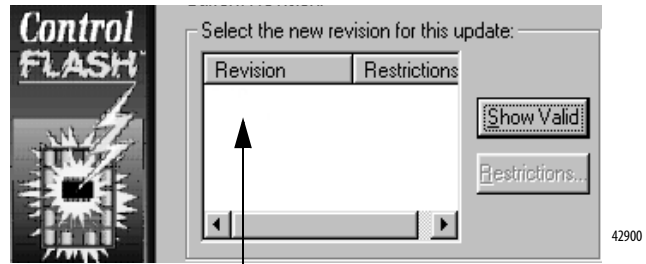 Control
FLASH
Select the new revision for this update:
Revision Restrictions
Show Valid
Restrictions...
42900